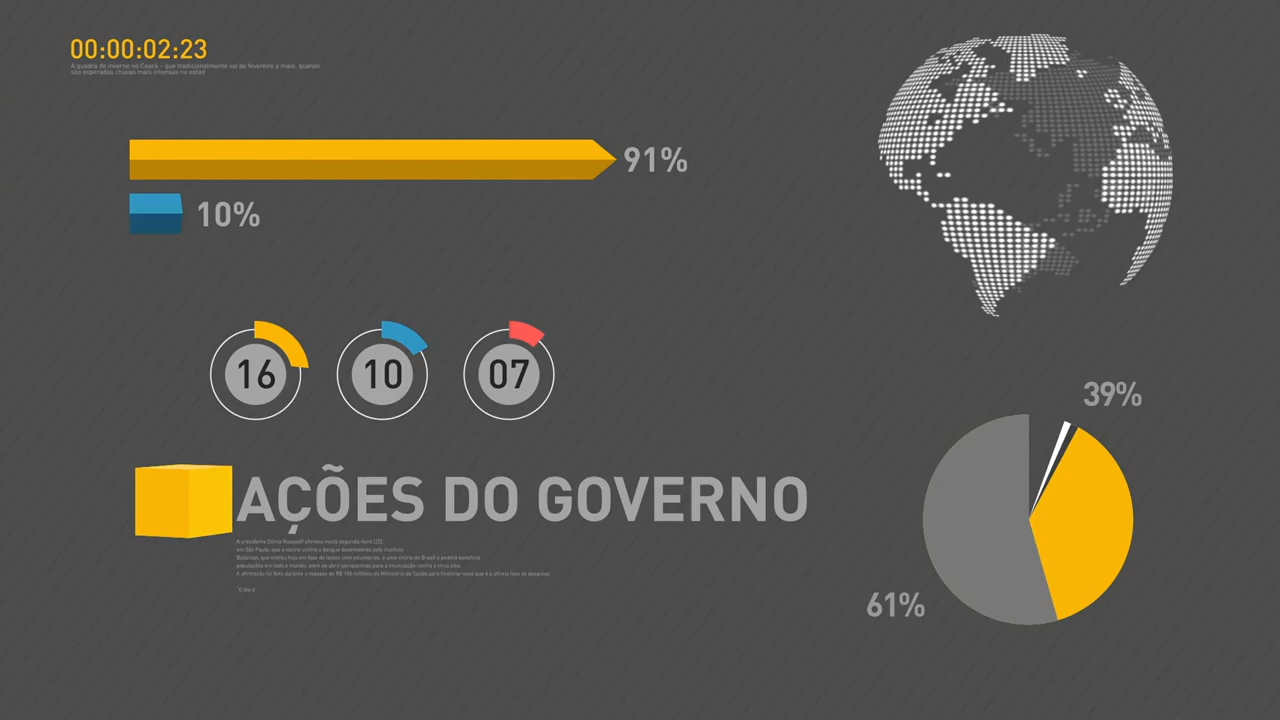 00:00:02:23
A quadra de inverno no Ceará – que tradicionalmente vai de fevereiro a maio, quando
são esperadas chuvas mais intensas no estad
91%
10%
16
10
07
39%
61%
AÇÕES DO GOVERNO
A presidenta Dilma Rousseff afirmou nesta segunda-feira (22),
em São Paulo, que a vacina contra a dengue desenvolvida pelo Instituto
Butantan, que entrou hoje em fase de testes com voluntários, é uma vitória do Brasil e poderá beneficia
populações em todo o mundo, além de abrir perspectivas para a imunização contra o vírus zika.
A afirmação foi feita durante o repasse de R$ 100 milhões do Ministério da Saúde para financiar essa que é a última fase da pesquisa.
"O dia é